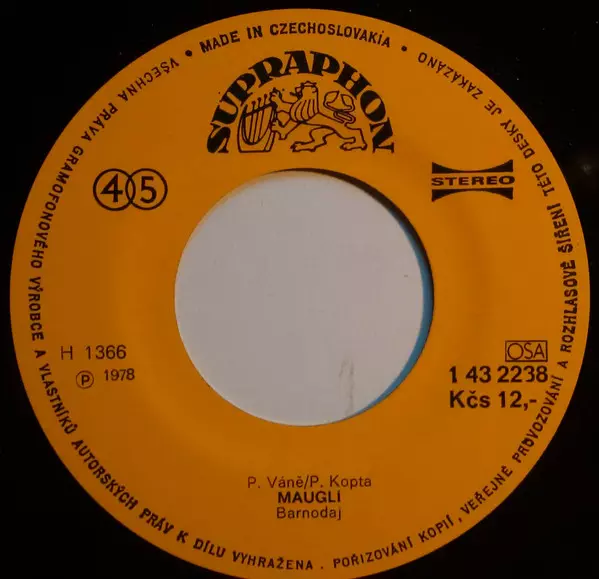 VŠECHNA PRÁVA GRAMOFONOVÉHO VÝROBCE A VLASTNÍKŮ AUTORSKÝCH PRÁV K DÍLU VYHRAŽENA. POŘIZOVÁNÍ KOPIÍ, VEŘEJNÉ PROVOZOVÁNÍ A ROZHLASOVÉ ŠÍŘENÍ TÉTO DESKY JE ZAKÁZÁNO
• MADE IN CZECHOSLOVAKIA •
SUPRAPHON
45
STEREO
H 1366
℗ 1978
OSA
1 43 2238
Kčs 12,-
P. Váně/P. Kopta
MAUGLI
Barnodaj